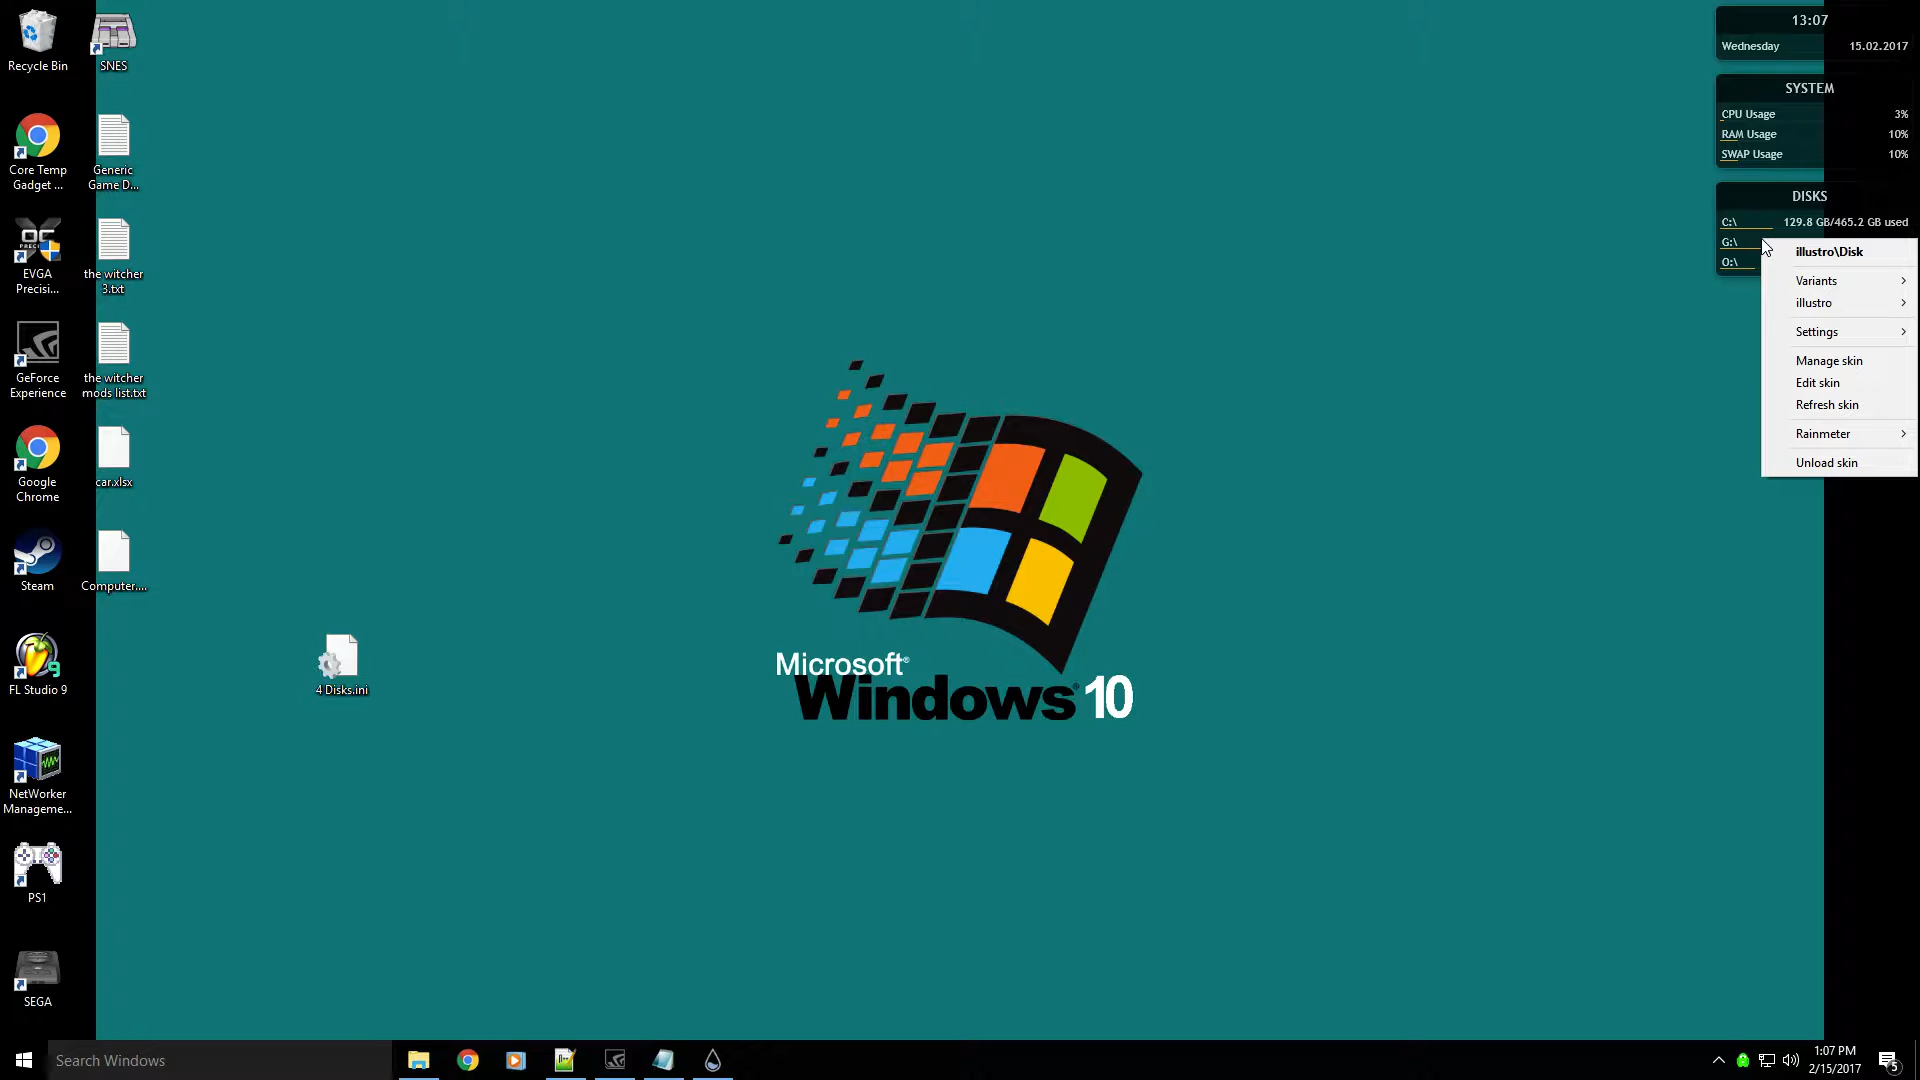 Recycle Bin
SNES
Core Temp
Gadget ...
Generic
Game D...
EVGA
Precisi...
the witcher
3.txt
GeForce
Experience
the witcher
mods list.txt
Google
Chrome
car.xlsx
Steam
Computer....
FL Studio 9
4 Disks.ini
NetWorker
Manageme...
PS1
SEGA
Microsoft®
Windows® 10
13:07
Wednesday 15.02.2017
SYSTEM
CPU Usage 3%
RAM Usage 10%
SWAP Usage 10%
DISKS
C:\ 129.8 GB/465.2 GB used
G:\
O:\
illustro\Disk
Variants
illustro
Settings
Manage skin
Edit skin
Refresh skin
Rainmeter
Unload skin
Search Windows
1:07 PM
2/15/2017
5